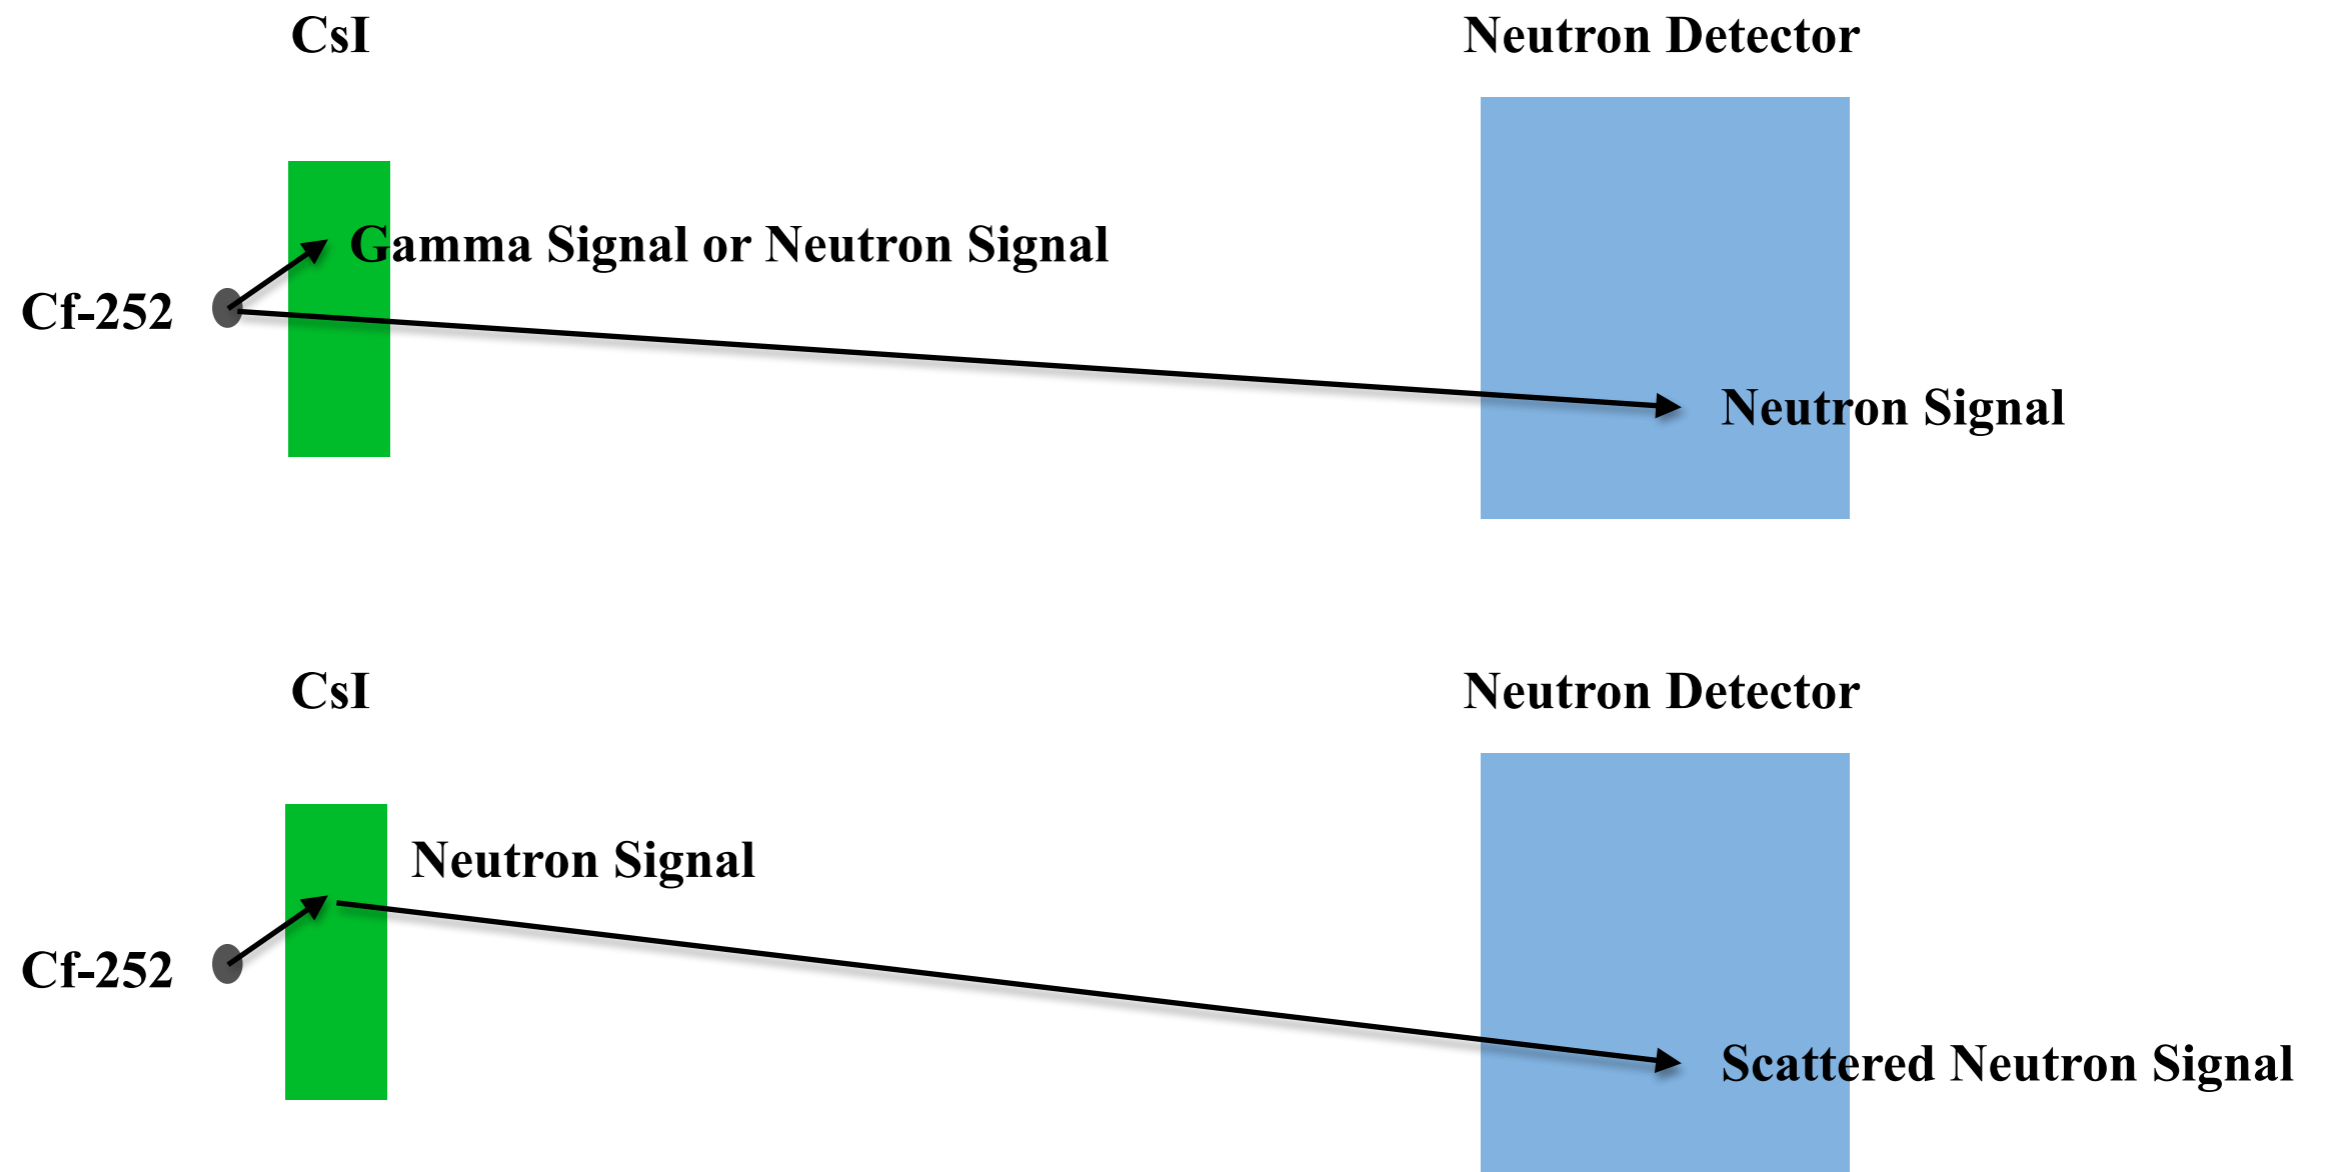 CsI
Neutron Detector
Gamma Signal or Neutron Signal
Cf-252
Neutron Signal
CsI
Neutron Detector
Neutron Signal
Cf-252
Scattered Neutron Signal